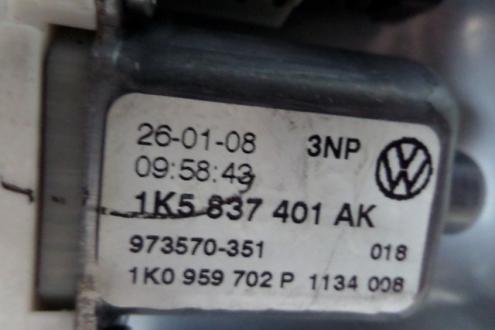 26-01-08 3NP
09:58:43
1K5 837 401 AK
973570-351 018
1K0 959 702 P 1134 008